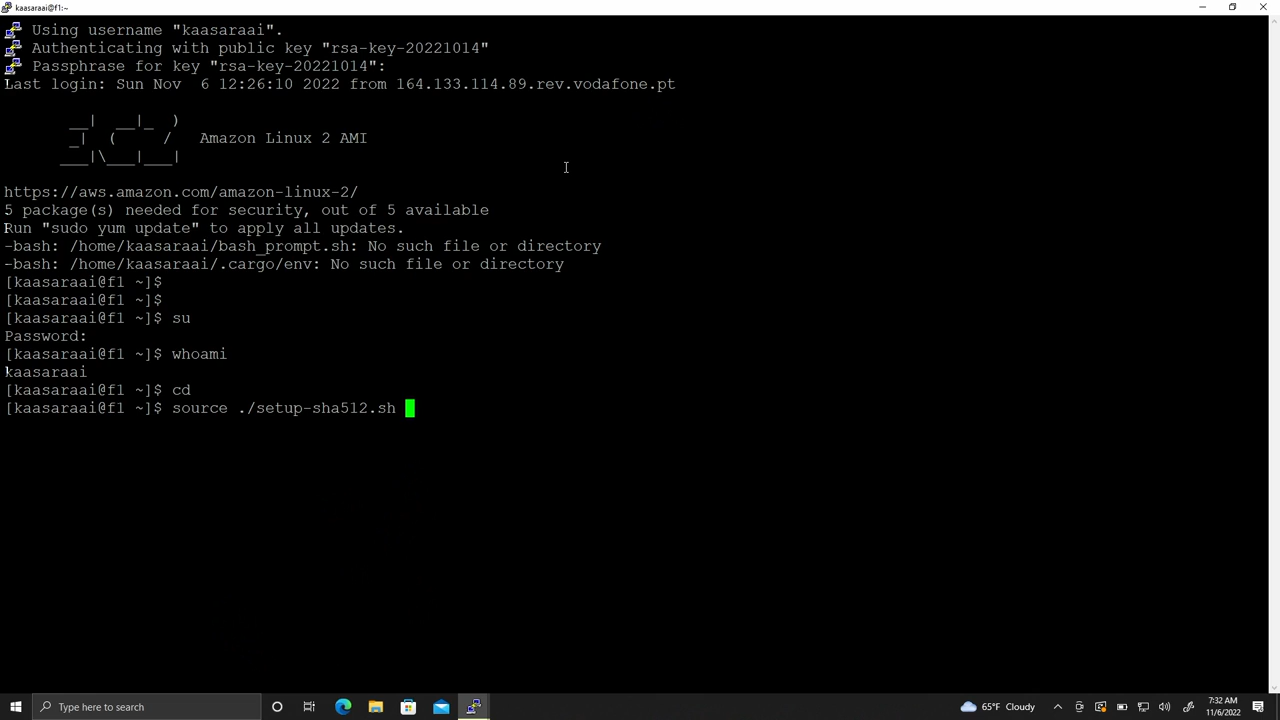 kaasaraai@f1:~
Using username "kaasaraai".
Authenticating with public key "rsa-key-20221014"
Passphrase for key "rsa-key-20221014":
Last login: Sun Nov  6 12:26:10 2022 from 164.133.114.89.rev.vodafone.pt
       __|  __|_  )
       _|  (     /   Amazon Linux 2 AMI
      ___|\___|___|
https://aws.amazon.com/amazon-linux-2/
5 package(s) needed for security, out of 5 available
Run "sudo yum update" to apply all updates.
-bash: /home/kaasaraai/bash_prompt.sh: No such file or directory
-bash: /home/kaasaraai/.cargo/env: No such file or directory
[kaasaraai@f1 ~]$
[kaasaraai@f1 ~]$
[kaasaraai@f1 ~]$ su
Password:
[kaasaraai@f1 ~]$ whoami
kaasaraai
[kaasaraai@f1 ~]$ cd
[kaasaraai@f1 ~]$ source ./setup-sha512.sh
Type here to search
65°F Cloudy
7:32 AM
11/6/2022